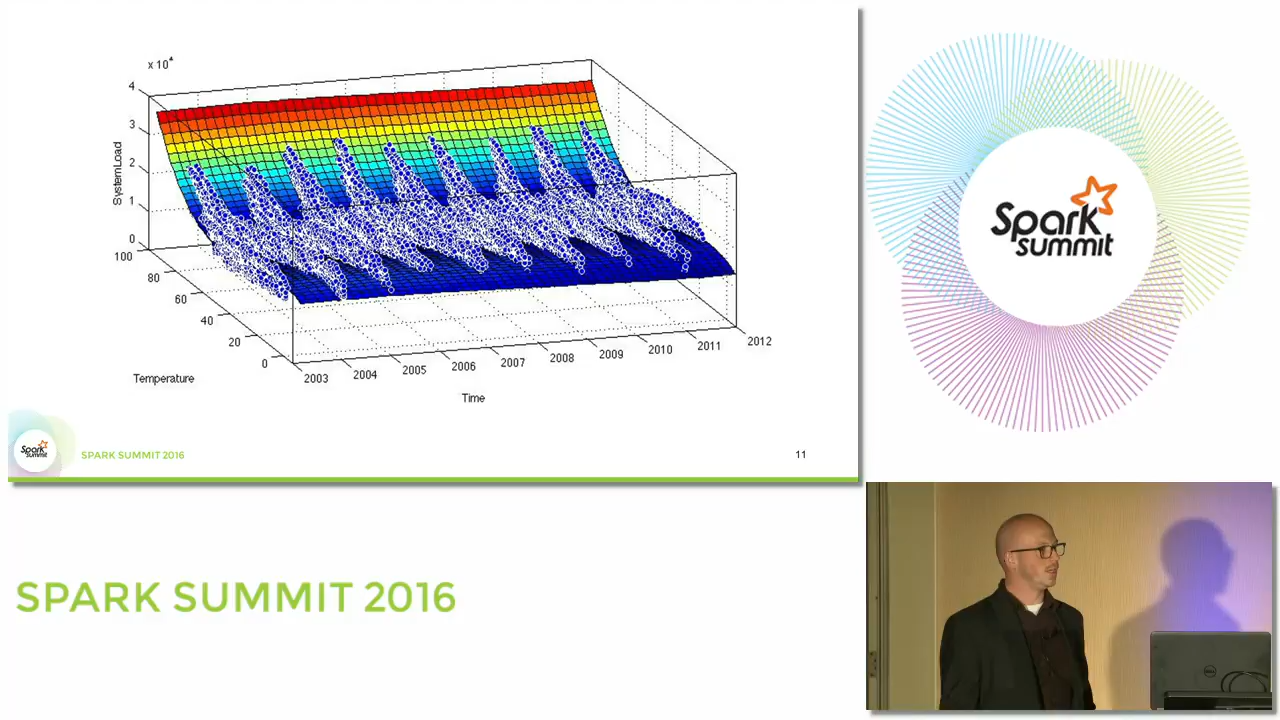 x 10⁴
4
3
2
1
0
SystemLoad
100
80
60
40
20
0
Temperature
2003
2004
2005
2006
2007
2008
2009
2010
2011
2012
Time
Spark
summit
SPARK SUMMIT 2016
11
Spark
summit
SPARK SUMMIT 2016
DELL